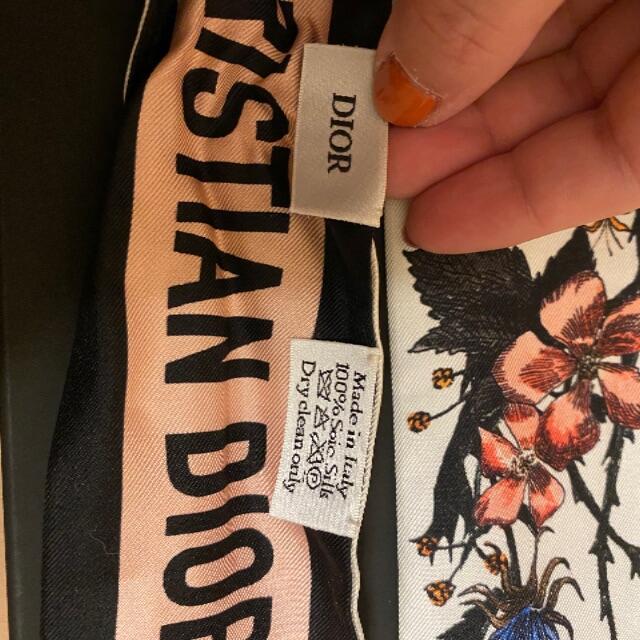 RISTIAN DIOR
DIOR
Made in Italy
100% Soie Silk
Dry clean only